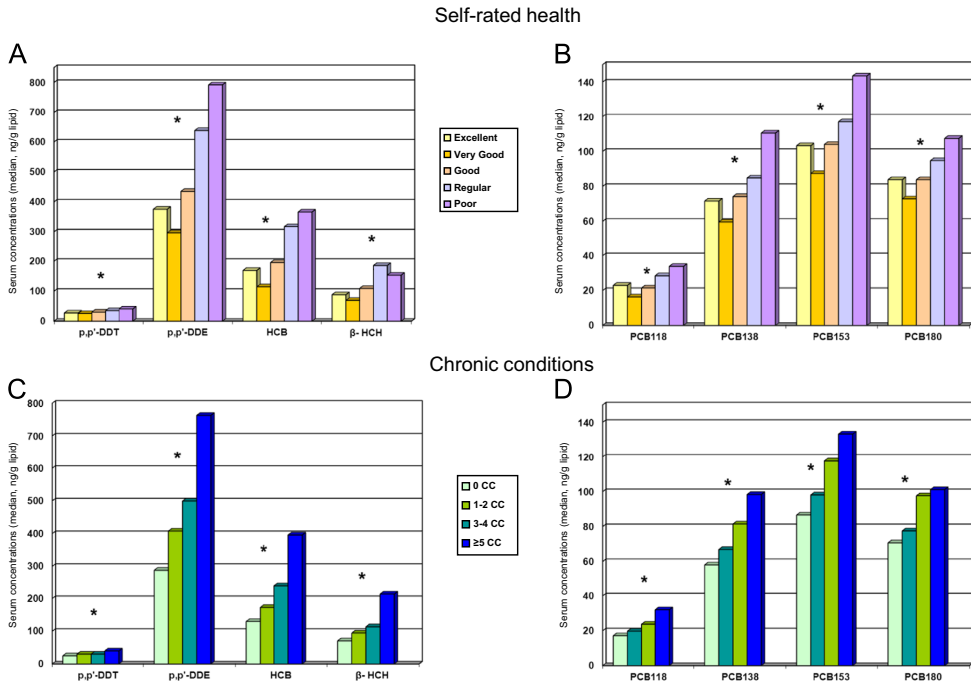 Self-rated health
A
B
Serum concentrations (median, ng/g lipid)
800
700
600
500
400
300
200
100
0
*
*
*
*
p,p'-DDT
p,p'-DDE
HCB
β- HCH
Excellent
Very Good
Good
Regular
Poor
Serum concentrations (median, ng/g lipid)
140
120
100
80
60
40
20
0
*
*
*
*
PCB118
PCB138
PCB153
PCB180
Chronic conditions
C
D
Serum concentrations (median, ng/g lipid)
800
700
600
500
400
300
200
100
0
*
*
*
*
p,p'-DDT
p,p'-DDE
HCB
β- HCH
0 CC
1-2 CC
3-4 CC
≥5 CC
Serum concentrations (median, ng/g lipid)
140
120
100
80
60
40
20
0
*
*
*
*
PCB118
PCB138
PCB153
PCB180